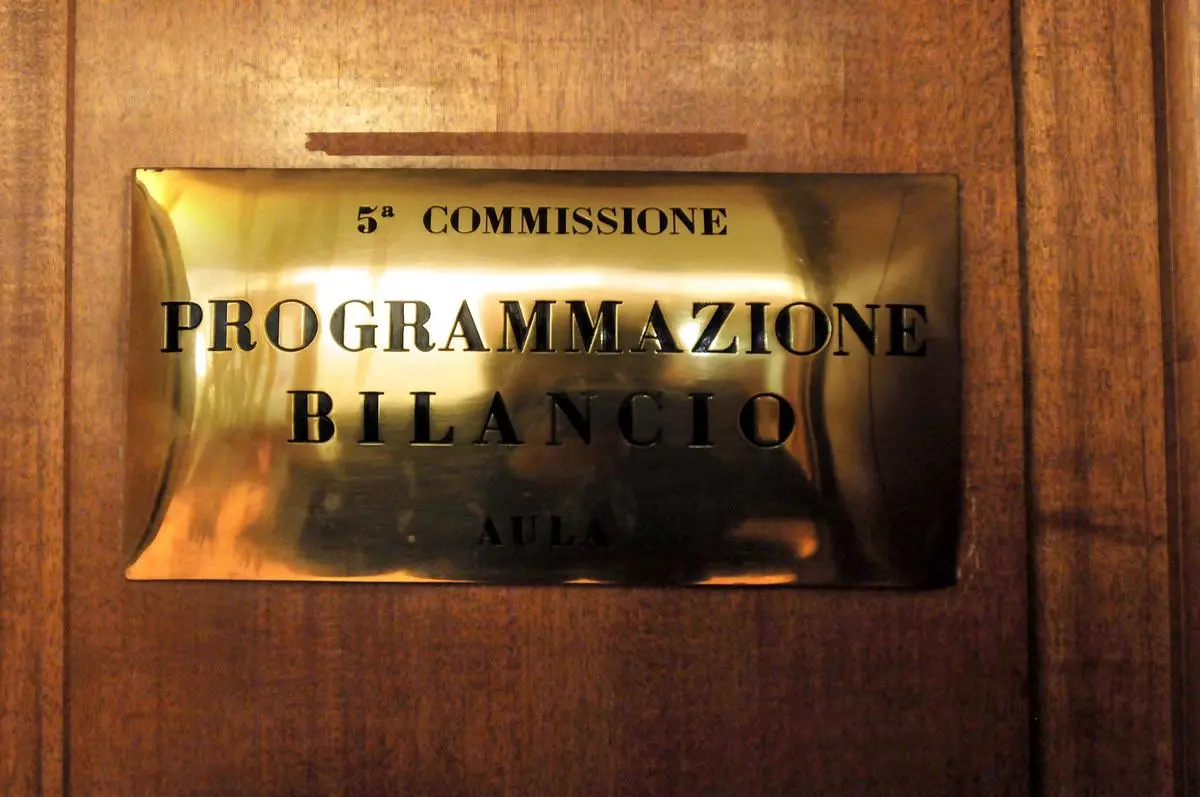 5ª COMMISSIONE
PROGRAMMAZIONE
BILANCIO
AULA